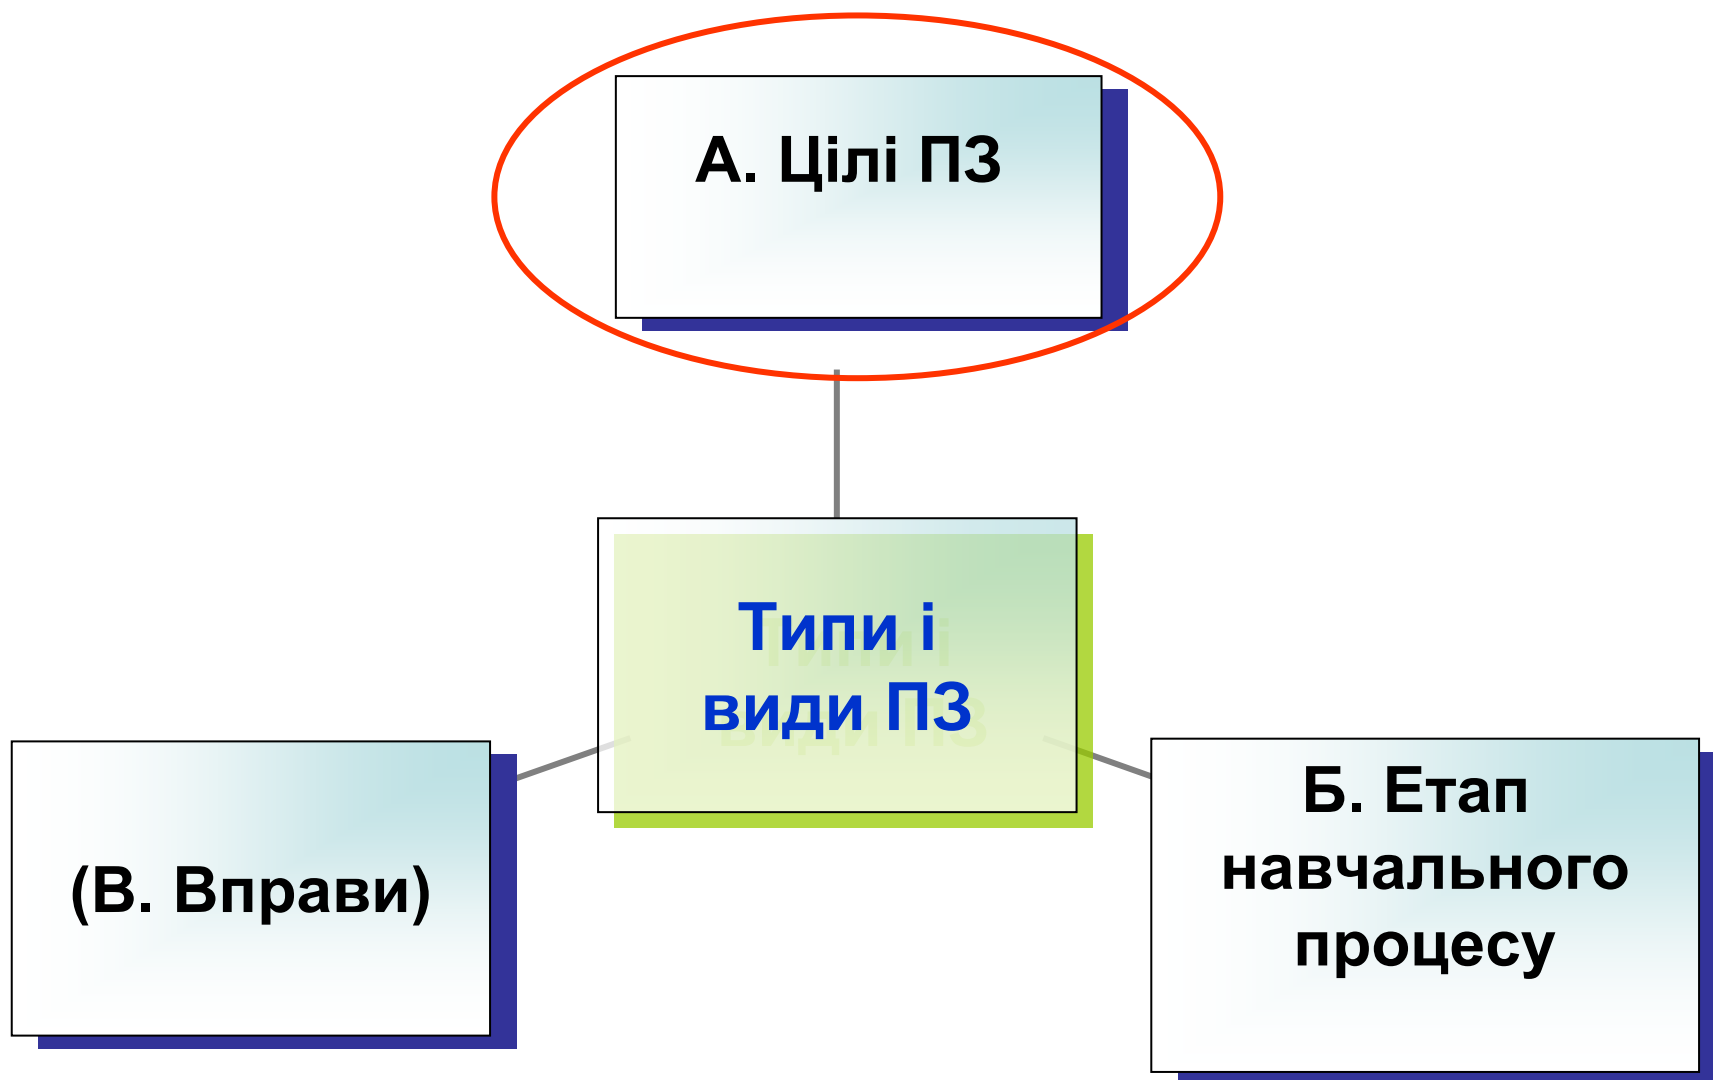 А. Цілі ПЗ
Типи і
види ПЗ
(В. Вправи)
Б. Етап
навчального
процесу